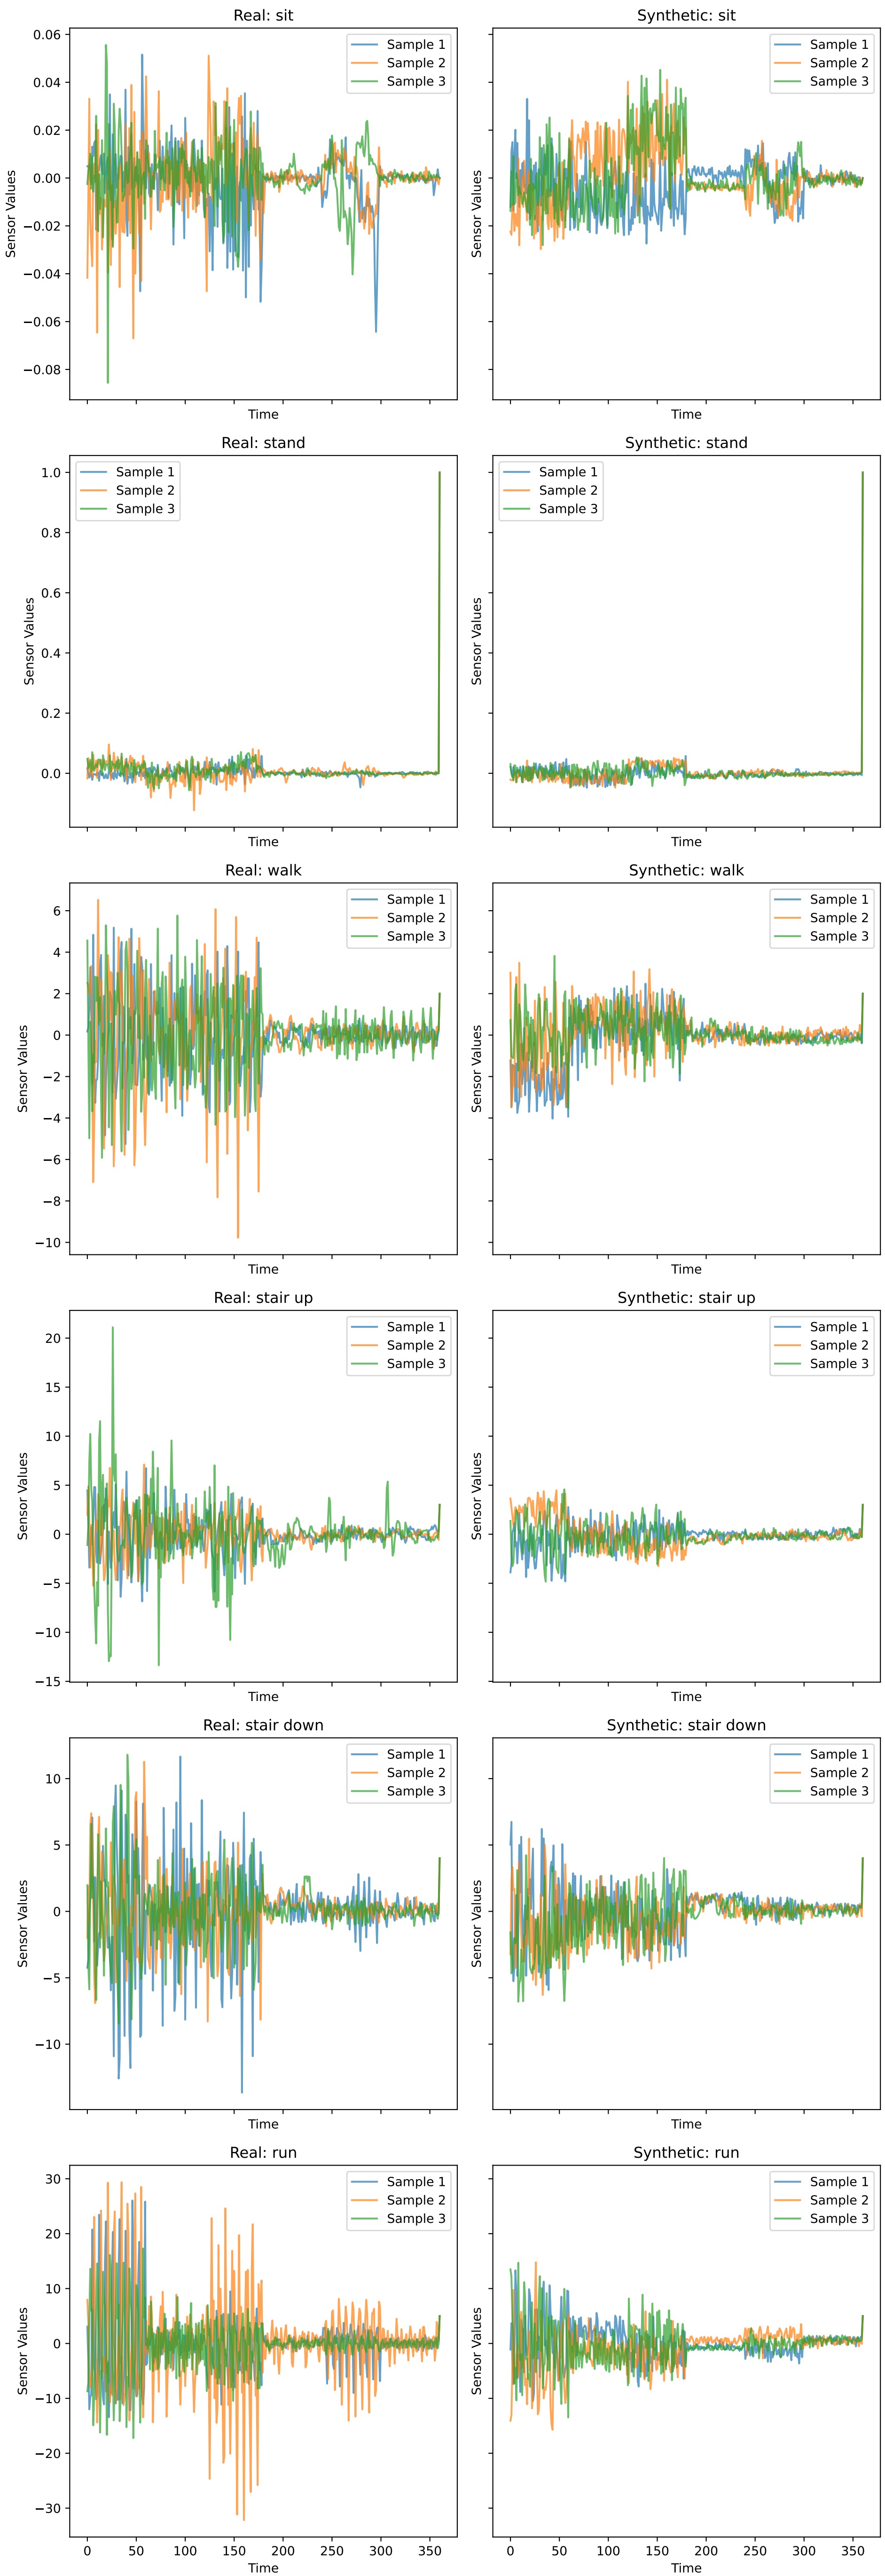 Real: sit
Synthetic: sit
0.06
0.04
0.02
0.00
−0.02
−0.04
−0.06
−0.08
Sensor Values
Sensor Values
Sample 1
Sample 2
Sample 3
Sample 1
Sample 2
Sample 3
Time
Time
Real: stand
Synthetic: stand
1.0
0.8
0.6
0.4
0.2
0.0
Sensor Values
Sensor Values
Sample 1
Sample 2
Sample 3
Sample 1
Sample 2
Sample 3
Time
Time
Real: walk
Synthetic: walk
6
4
2
0
−2
−4
−6
−8
−10
Sensor Values
Sensor Values
Sample 1
Sample 2
Sample 3
Sample 1
Sample 2
Sample 3
Time
Time
Real: stair up
Synthetic: stair up
20
15
10
5
0
−5
−10
−15
Sensor Values
Sensor Values
Sample 1
Sample 2
Sample 3
Sample 1
Sample 2
Sample 3
Time
Time
Real: stair down
Synthetic: stair down
10
5
0
−5
−10
Sensor Values
Sensor Values
Sample 1
Sample 2
Sample 3
Sample 1
Sample 2
Sample 3
Time
Time
Real: run
Synthetic: run
30
20
10
0
−10
−20
−30
Sensor Values
Sensor Values
Sample 1
Sample 2
Sample 3
Sample 1
Sample 2
Sample 3
0 50 100 150 200 250 300 350
0 50 100 150 200 250 300 350
Time
Time